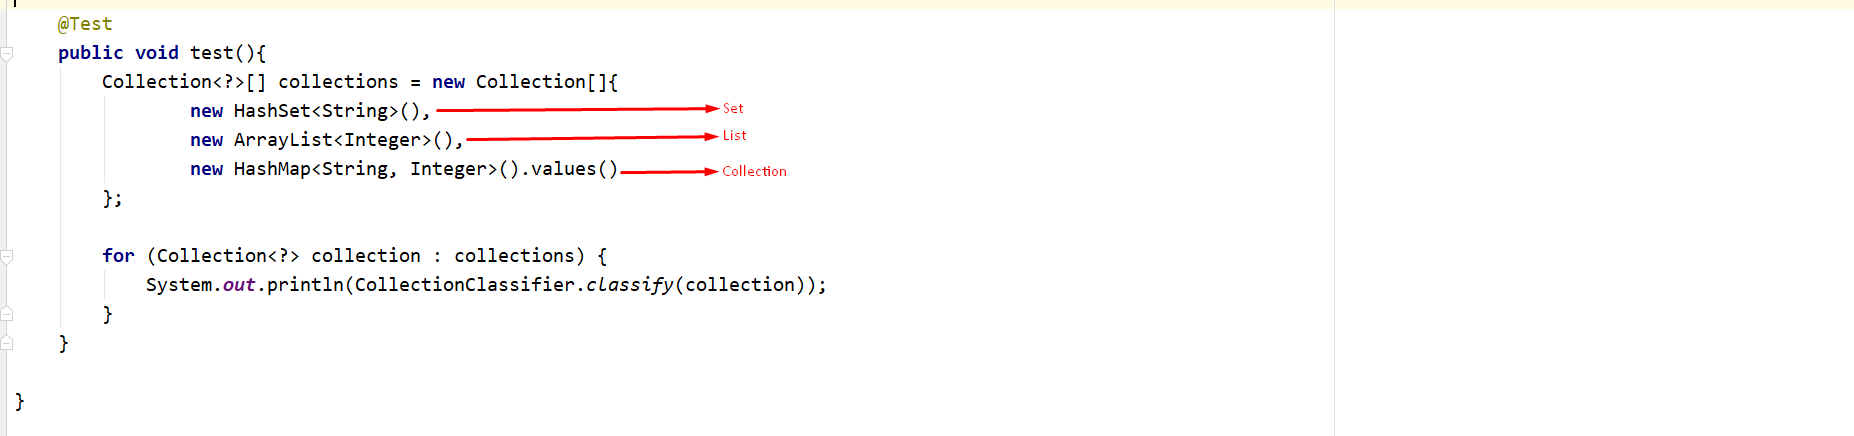 @Test
public void test(){
Collection<?>[] collections = new Collection[]{
new HashSet<String>(), Set
new ArrayList<Integer>(), List
new HashMap<String, Integer>().values() Collection
};
for (Collection<?> collection : collections) {
System.out.println(CollectionClassifier.classify(collection));
}
}
}